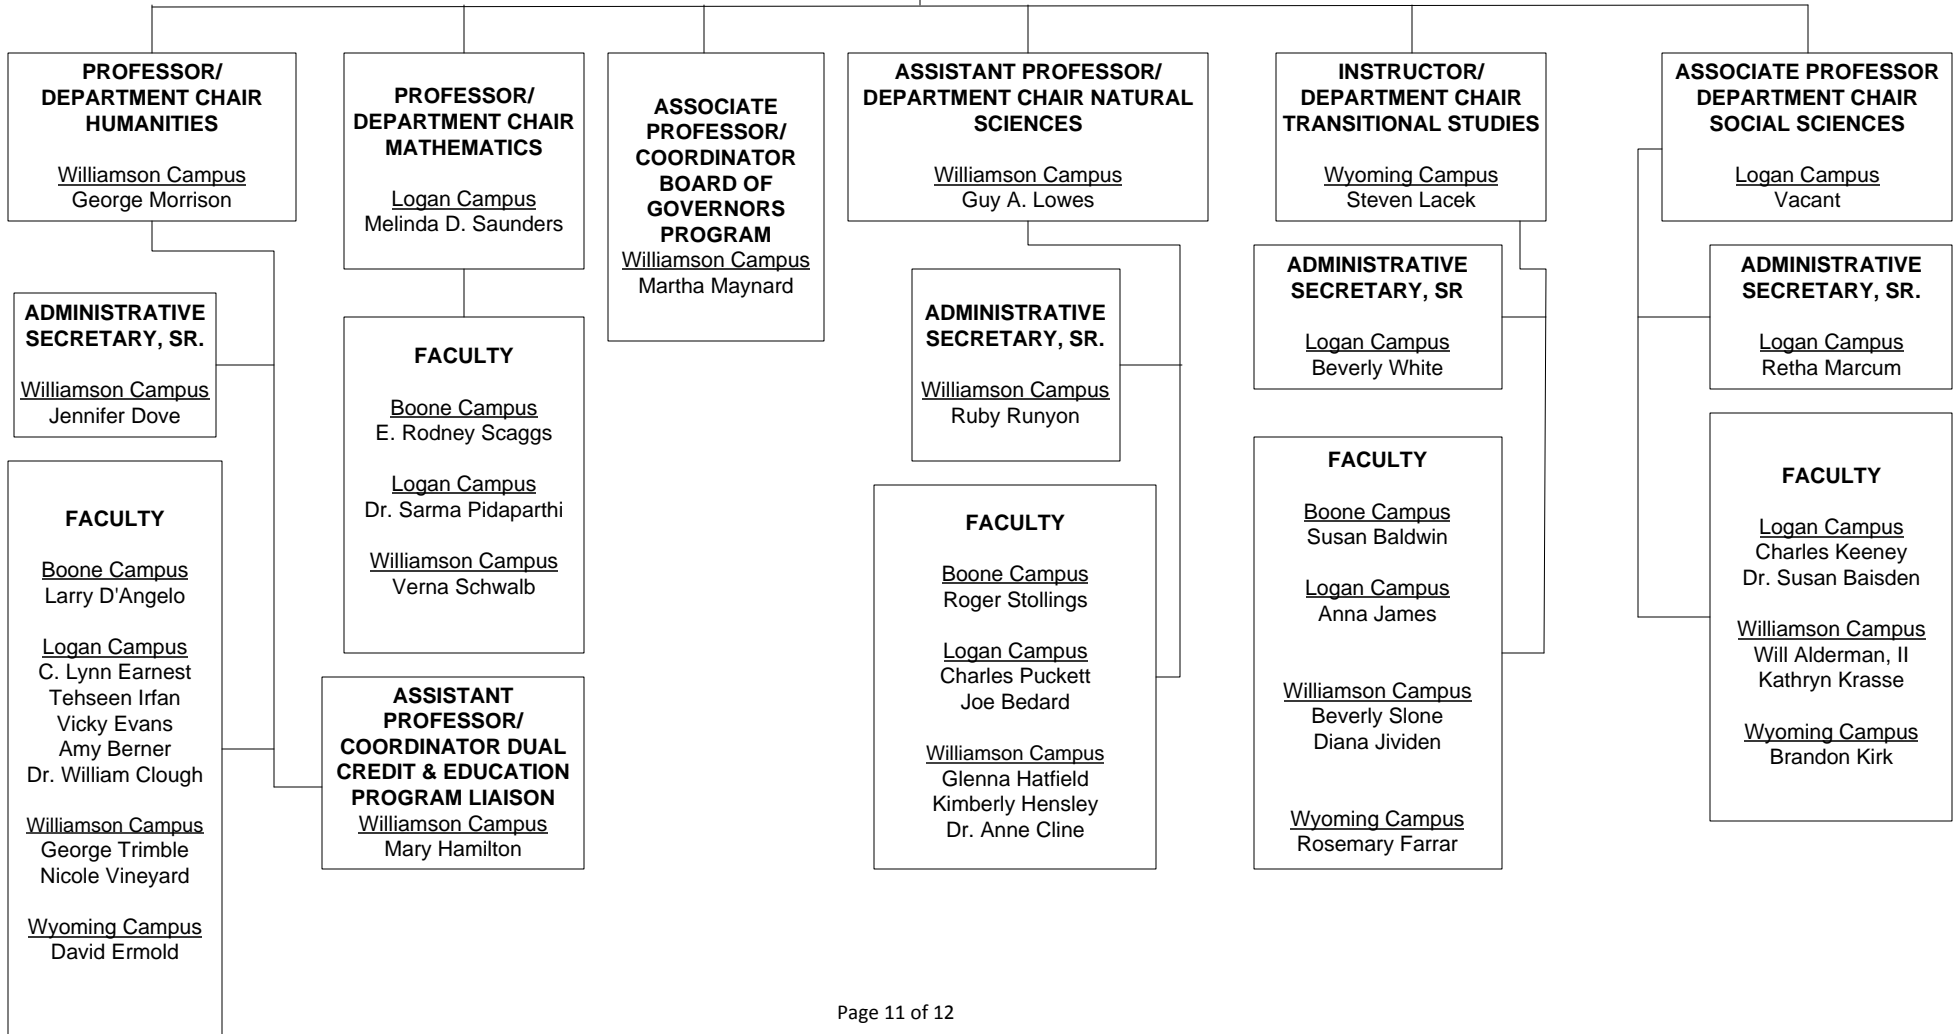 PROFESSOR/
DEPARTMENT CHAIR
HUMANITIES
Williamson Campus
George Morrison
ADMINISTRATIVE
SECRETARY, SR.
Williamson Campus
Jennifer Dove
FACULTY
Boone Campus
Larry D'Angelo
Logan Campus
C. Lynn Earnest
Tehseen Irfan
Vicky Evans
Amy Berner
Dr. William Clough
Williamson Campus
George Trimble
Nicole Vineyard
Wyoming Campus
David Ermold
PROFESSOR/
DEPARTMENT CHAIR
MATHEMATICS
Logan Campus
Melinda D. Saunders
FACULTY
Boone Campus
E. Rodney Scaggs
Logan Campus
Dr. Sarma Pidaparthi
Williamson Campus
Verna Schwalb
ASSISTANT
PROFESSOR/
COORDINATOR DUAL
CREDIT & EDUCATION
PROGRAM LIAISON
Williamson Campus
Mary Hamilton
ASSOCIATE
PROFESSOR/
COORDINATOR
BOARD OF
GOVERNORS
PROGRAM
Williamson Campus
Martha Maynard
ASSISTANT PROFESSOR/
DEPARTMENT CHAIR NATURAL
SCIENCES
Williamson Campus
Guy A. Lowes
ADMINISTRATIVE
SECRETARY, SR.
Williamson Campus
Ruby Runyon
FACULTY
Boone Campus
Roger Stollings
Logan Campus
Charles Puckett
Joe Bedard
Williamson Campus
Glenna Hatfield
Kimberly Hensley
Dr. Anne Cline
INSTRUCTOR/
DEPARTMENT CHAIR
TRANSITIONAL STUDIES
Wyoming Campus
Steven Lacek
ADMINISTRATIVE
SECRETARY, SR
Logan Campus
Beverly White
FACULTY
Boone Campus
Susan Baldwin
Logan Campus
Anna James
Williamson Campus
Beverly Slone
Diana Jividen
Wyoming Campus
Rosemary Farrar
ASSOCIATE PROFESSOR
DEPARTMENT CHAIR
SOCIAL SCIENCES
Logan Campus
Vacant
ADMINISTRATIVE
SECRETARY, SR.
Logan Campus
Retha Marcum
FACULTY
Logan Campus
Charles Keeney
Dr. Susan Baisden
Williamson Campus
Will Alderman, II
Kathryn Krasse
Wyoming Campus
Brandon Kirk
Page 11 of 12